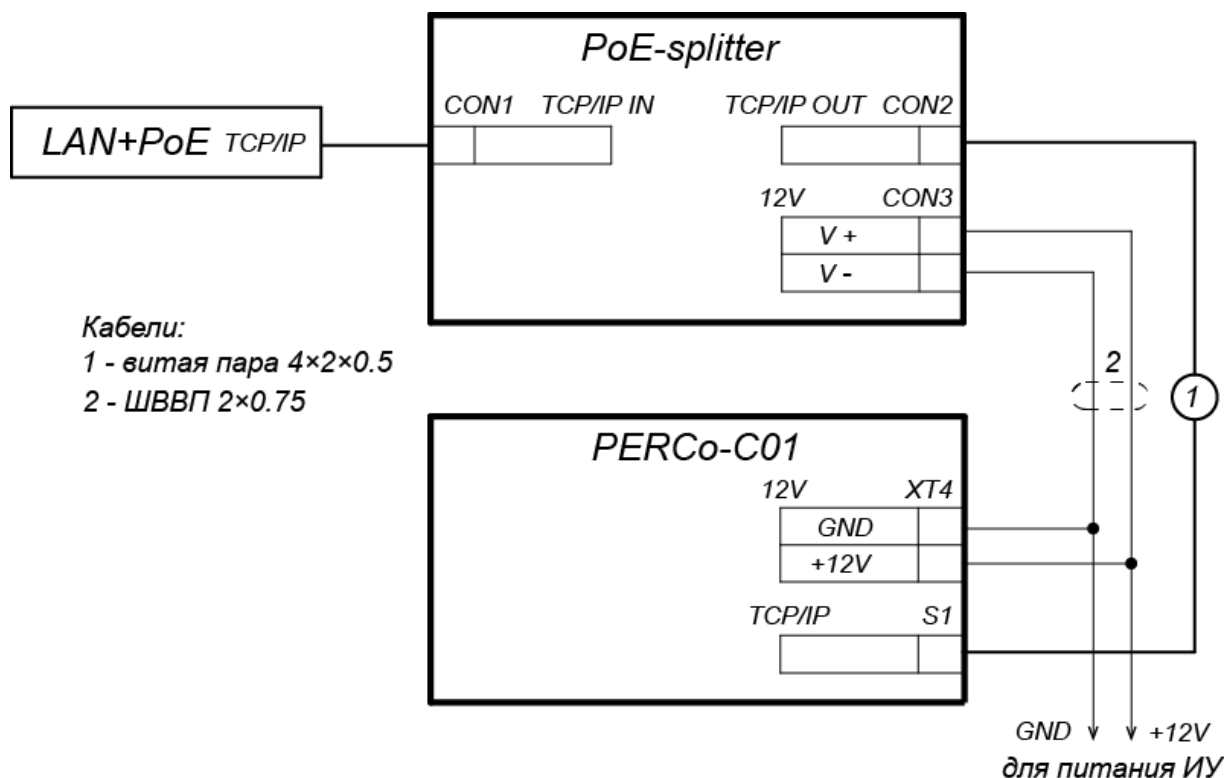 PoE-splitter
CON1 TCP/IP IN TCP/IP OUT CON2
LAN+PoE TCP/IP
12V CON3
V +
V -
Кабели:
1 - витая пара 4×2×0.5
2 - ШВВП 2×0.75
2
1
PERCo-C01
12V XT4
GND
+12V
TCP/IP S1
GND +12V
для питания ИУ